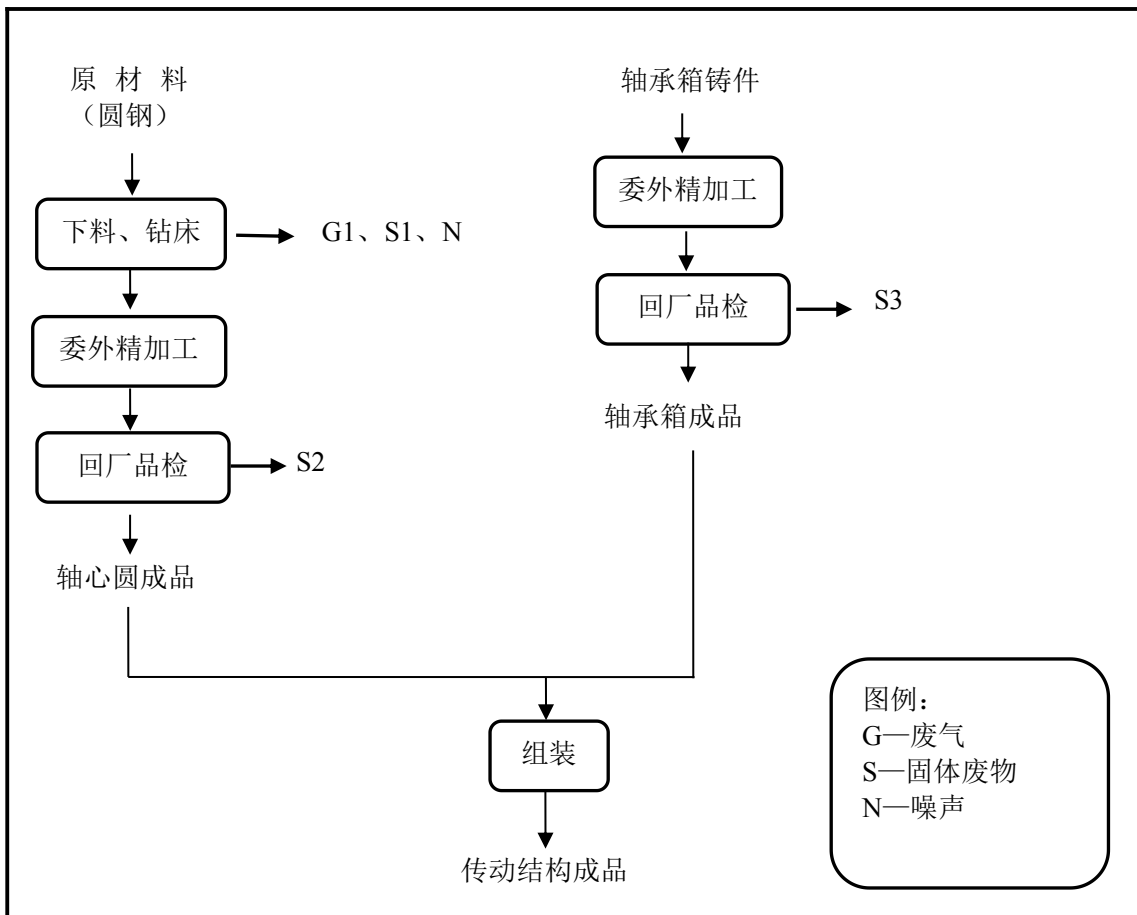 原 材 料
（圆钢）
下料、钻床
G1、S1、N
委外精加工
回厂品检
S2
轴心圆成品
轴承箱铸件
委外精加工
回厂品检
S3
轴承箱成品
组装
传动结构成品
图例：
G—废气
S—固体废物
N—噪声